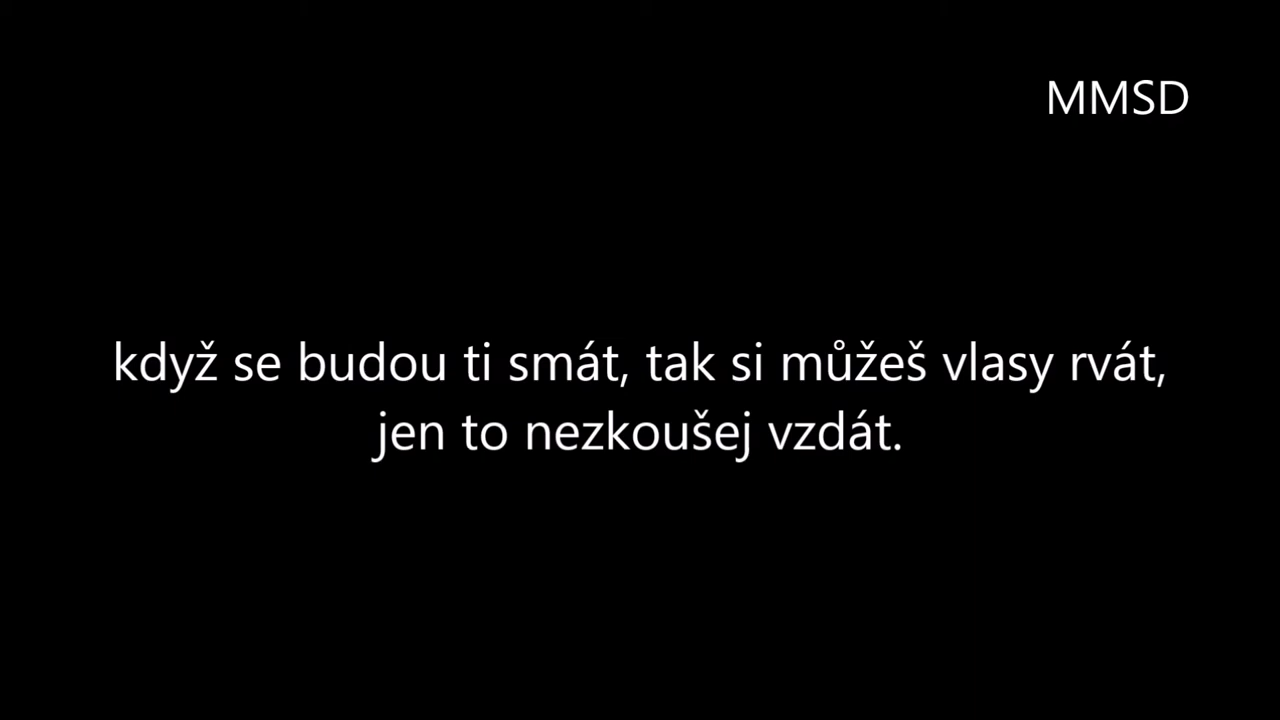 MMSD
když se budou ti smát, tak si můžeš vlasy rvát,
jen to nezkoušej vzdát.